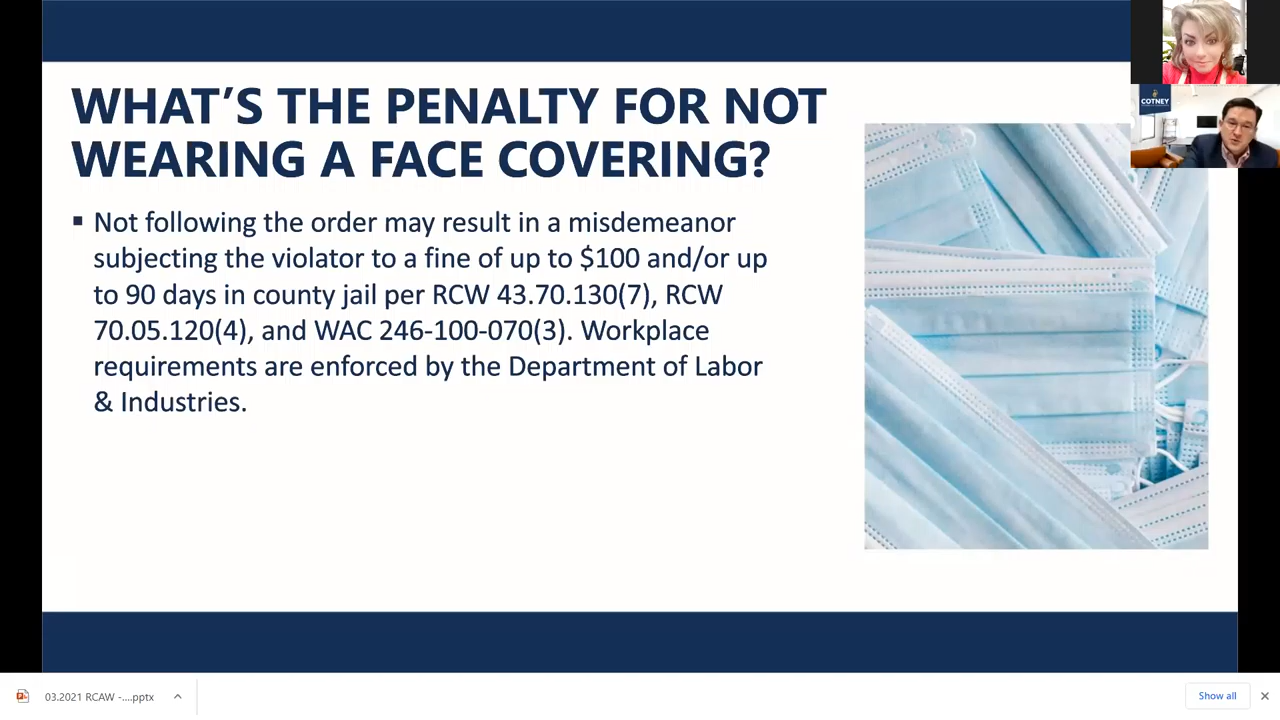 WHAT'S THE PENALTY FOR NOT
WEARING A FACE COVERING?
▪ Not following the order may result in a misdemeanor
subjecting the violator to a fine of up to $100 and/or up
to 90 days in county jail per RCW 43.70.130(7), RCW
70.05.120(4), and WAC 246-100-070(3). Workplace
requirements are enforced by the Department of Labor
& Industries.
COTNEY
03.2021 RCAW -....pptx
Show all